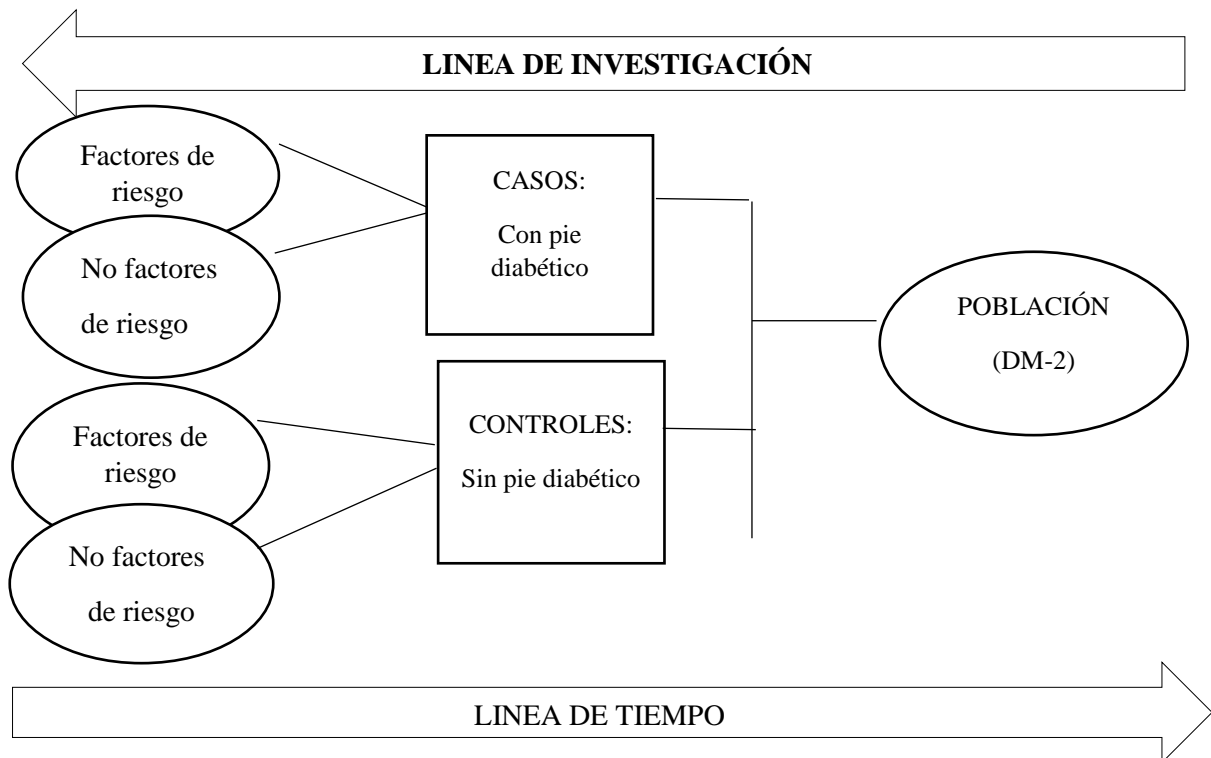 LINEA DE INVESTIGACIÓN
Factores de
riesgo
No factores
de riesgo
CASOS:
Con pie
diabético
POBLACIÓN
(DM-2)
Factores de
riesgo
No factores
de riesgo
CONTROLES:
Sin pie diabético
LINEA DE TIEMPO